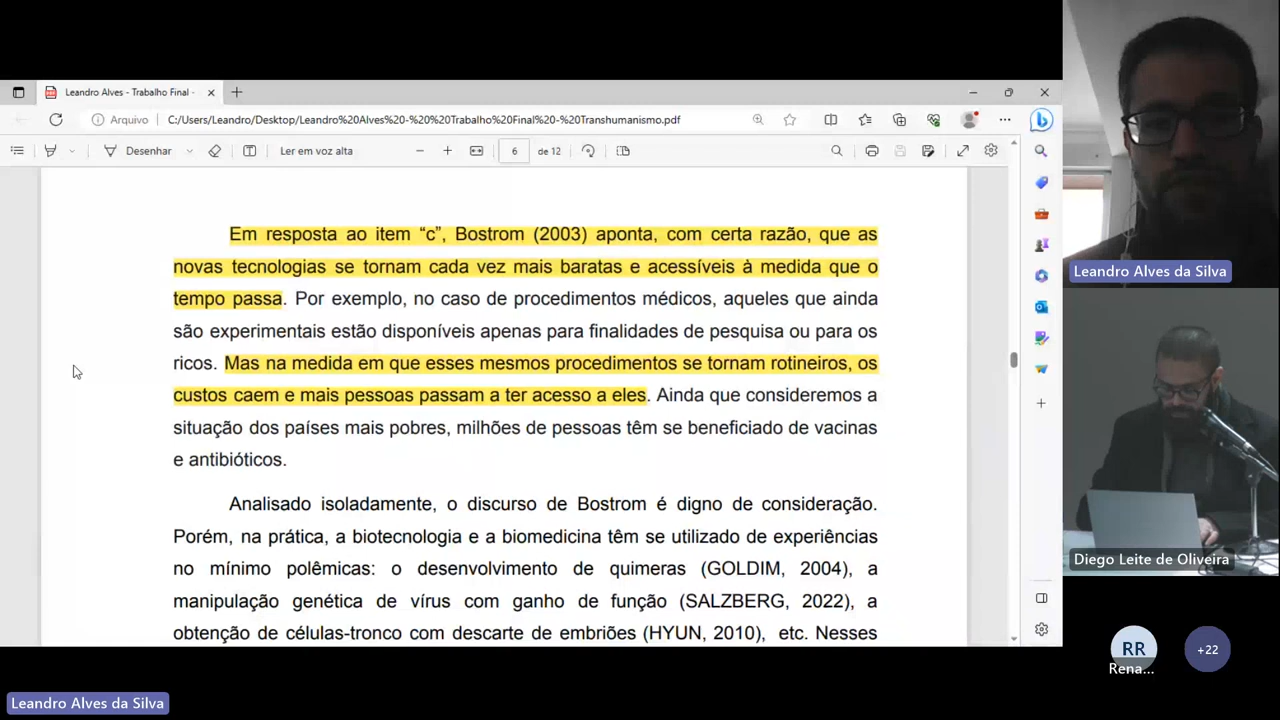 Leandro Alves - Trabalho Final -
Arquivo
C:/Users/Leandro/Desktop/Leandro%20Alves%20-%20%20Trabalho%20Final%20-%20Transhumanismo.pdf
Desenhar
Ler em voz alta
6
de 12
Em resposta ao item “c”, Bostrom (2003) aponta, com certa razão, que as
novas tecnologias se tornam cada vez mais baratas e acessíveis à medida que o
tempo passa. Por exemplo, no caso de procedimentos médicos, aqueles que ainda
são experimentais estão disponíveis apenas para finalidades de pesquisa ou para os
ricos. Mas na medida em que esses mesmos procedimentos se tornam rotineiros, os
custos caem e mais pessoas passam a ter acesso a eles. Ainda que consideremos a
situação dos países mais pobres, milhões de pessoas têm se beneficiado de vacinas
e antibióticos.
Analisado isoladamente, o discurso de Bostrom é digno de consideração.
Porém, na prática, a biotecnologia e a biomedicina têm se utilizado de experiências
no mínimo polêmicas: o desenvolvimento de quimeras (GOLDIM, 2004), a
manipulação genética de vírus com ganho de função (SALZBERG, 2022), a
obtenção de células-tronco com descarte de embriões (HYUN, 2010), etc. Nesses
Leandro Alves da Silva
Diego Leite de Oliveira
RR
Rena...
+22
Leandro Alves da Silva